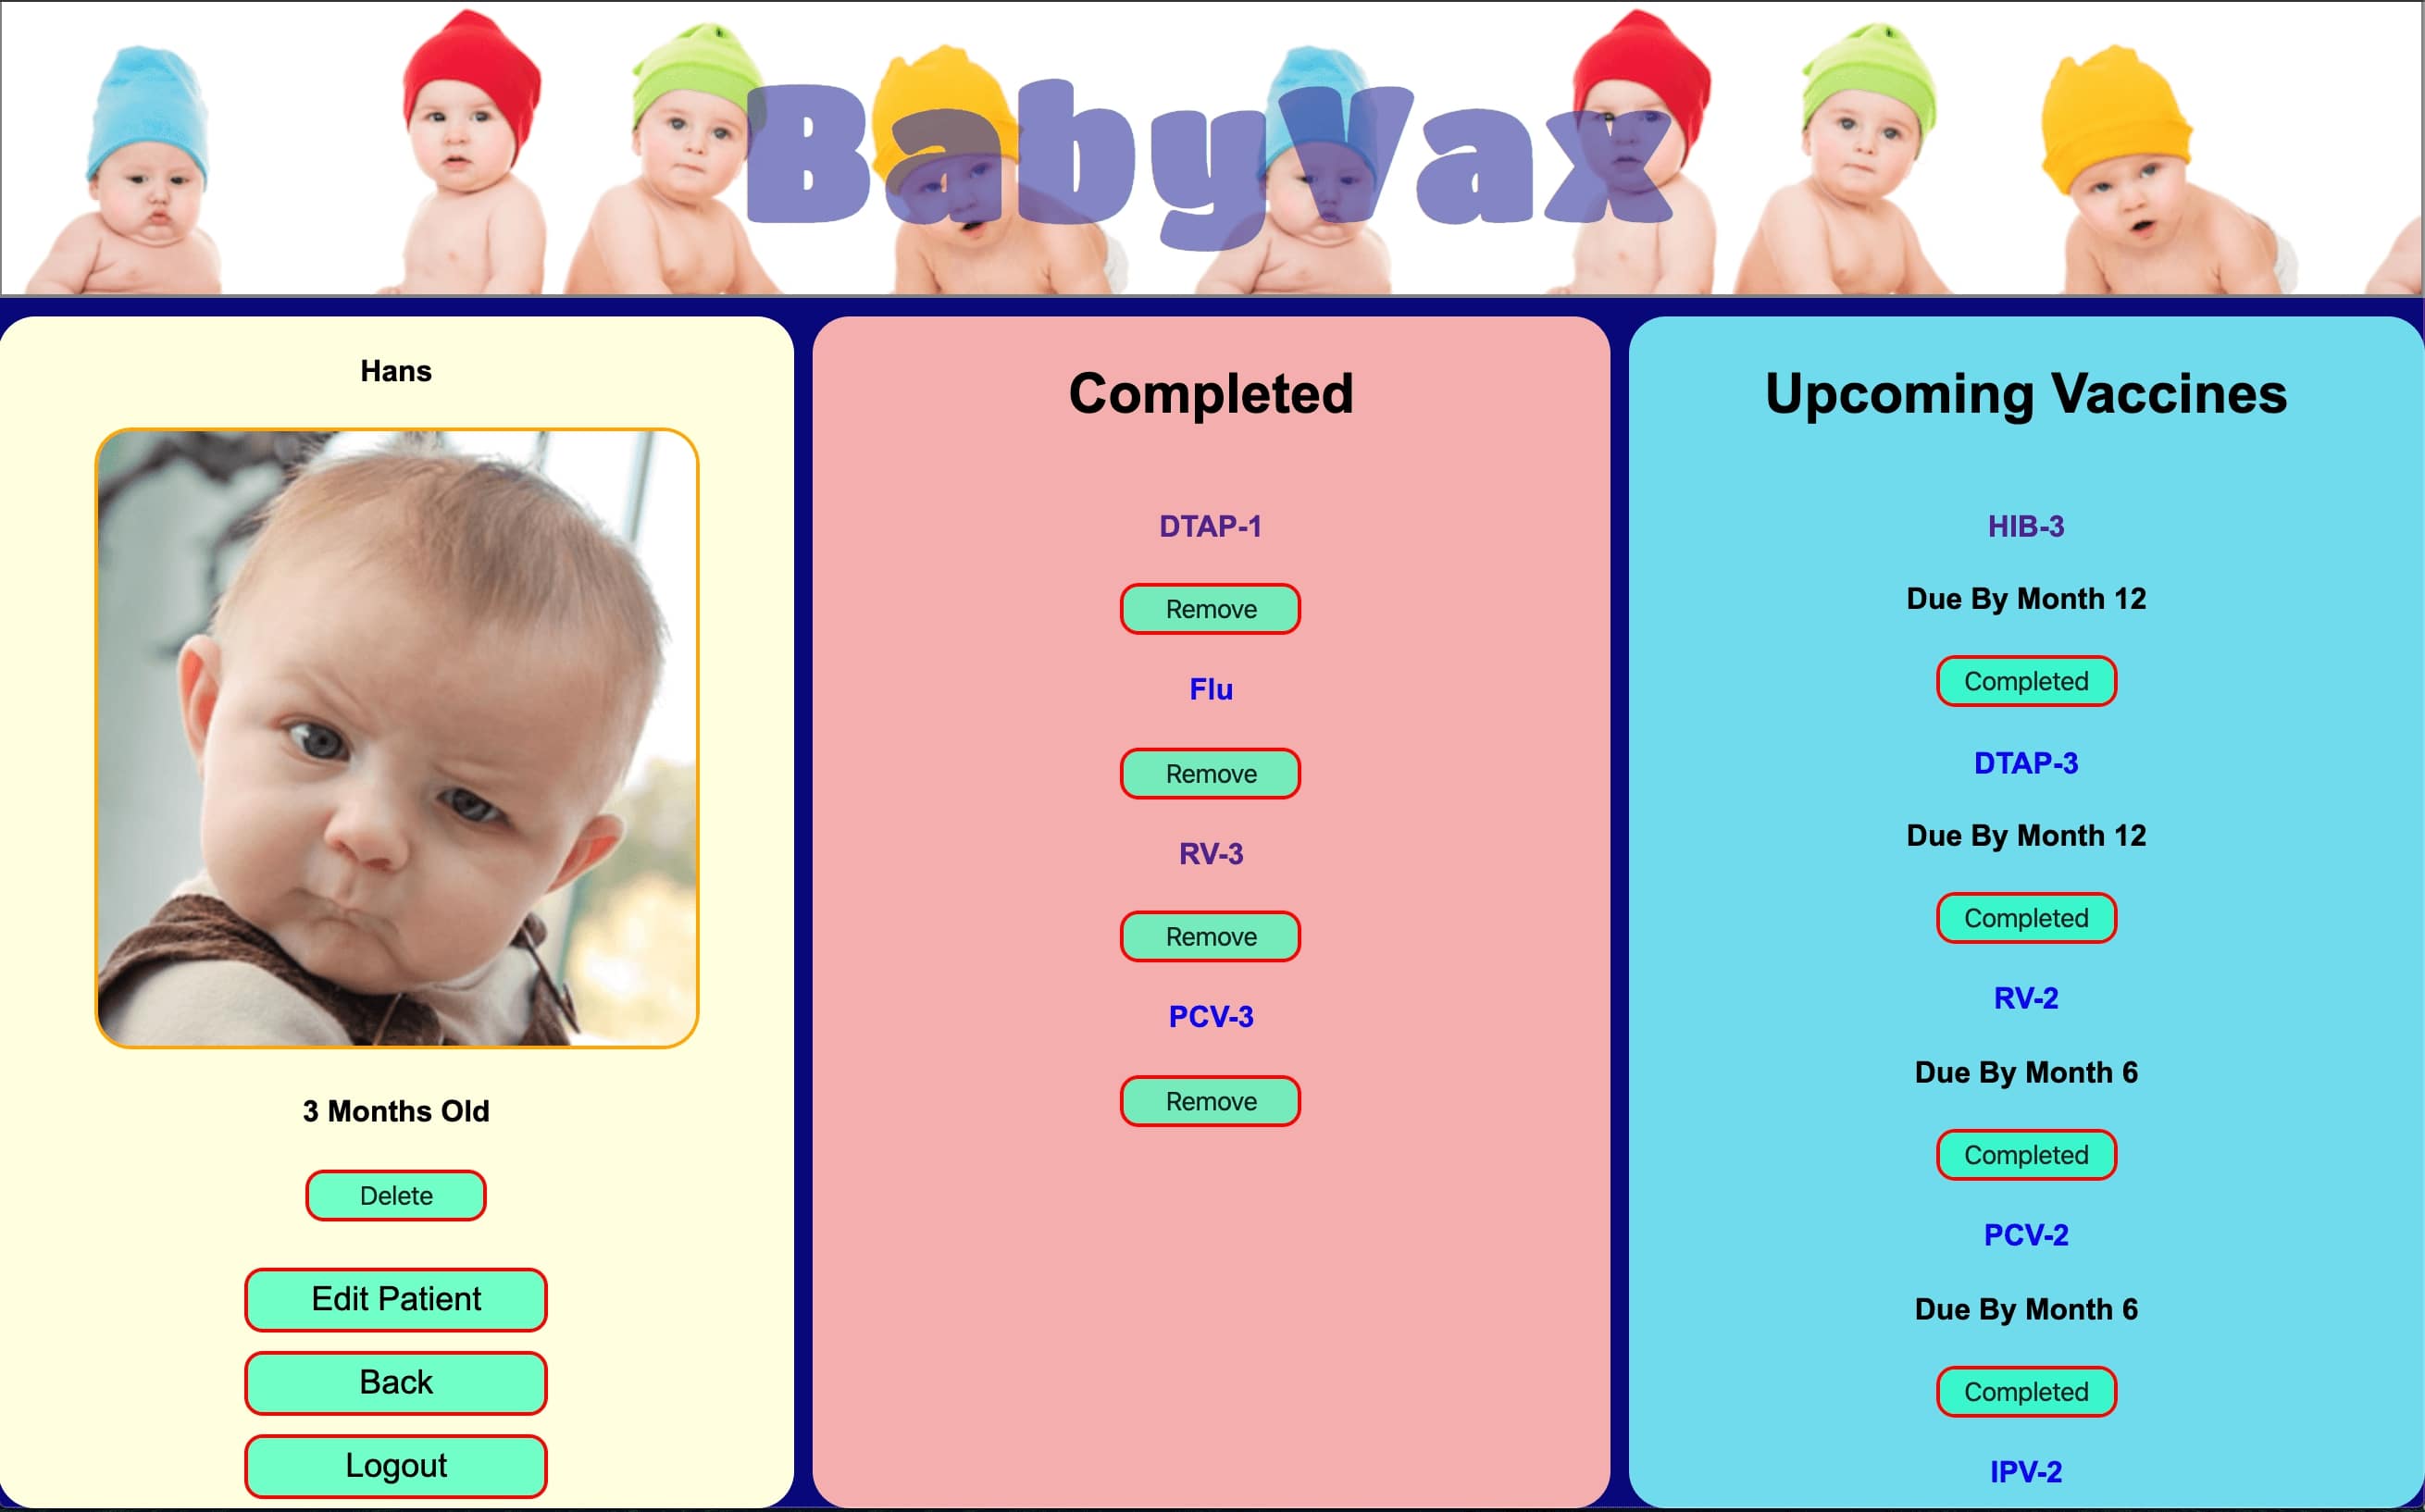 BabyVax
Hans
3 Months Old
Delete
Edit Patient
Back
Logout
Completed
DTAP-1
Remove
Flu
Remove
RV-3
Remove
PCV-3
Remove
Upcoming Vaccines
HIB-3
Due By Month 12
Completed
DTAP-3
Due By Month 12
Completed
RV-2
Due By Month 6
Completed
PCV-2
Due By Month 6
Completed
IPV-2